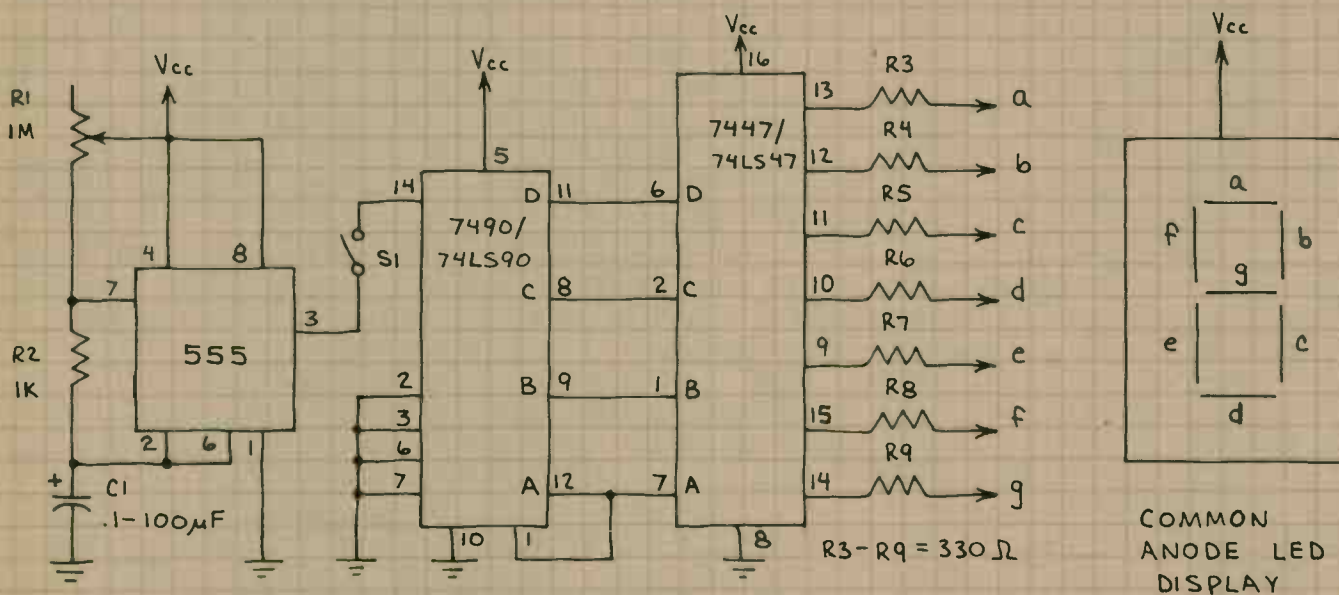 Vcc
R1
1M
4
8
7
555
3
R2
1K
2
6
1
+
C1
.1-100µF
S1
Vcc
5
14
7490/
74LS90
D
11
C
8
B
9
A
12
2
3
6
7
10
1
Vcc
16
7447/
74LS47
6
D
2
C
1
B
7
A
8
13
R3
a
12
R4
b
11
R5
c
10
R6
d
9
R7
e
15
R8
f
14
R9
g
R3-R9 = 330 Ω
Vcc
a
f
b
g
e
c
d
COMMON
ANODE LED
DISPLAY